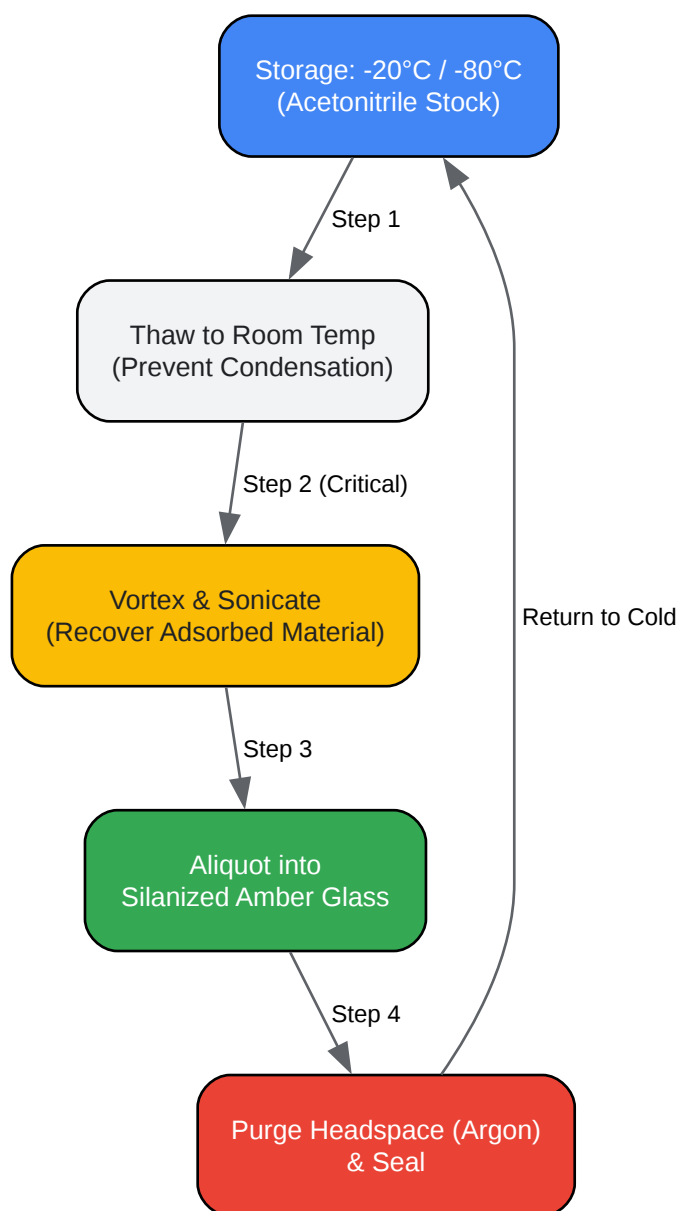 Storage: -20°C / -80°C
(Acetonitrile Stock)
Step 1
Thaw to Room Temp
(Prevent Condensation)
Step 2 (Critical)
Vortex & Sonicate
(Recover Adsorbed Material)
Return to Cold
Step 3
Aliquot into
Silanized Amber Glass
Step 4
Purge Headspace (Argon)
& Seal